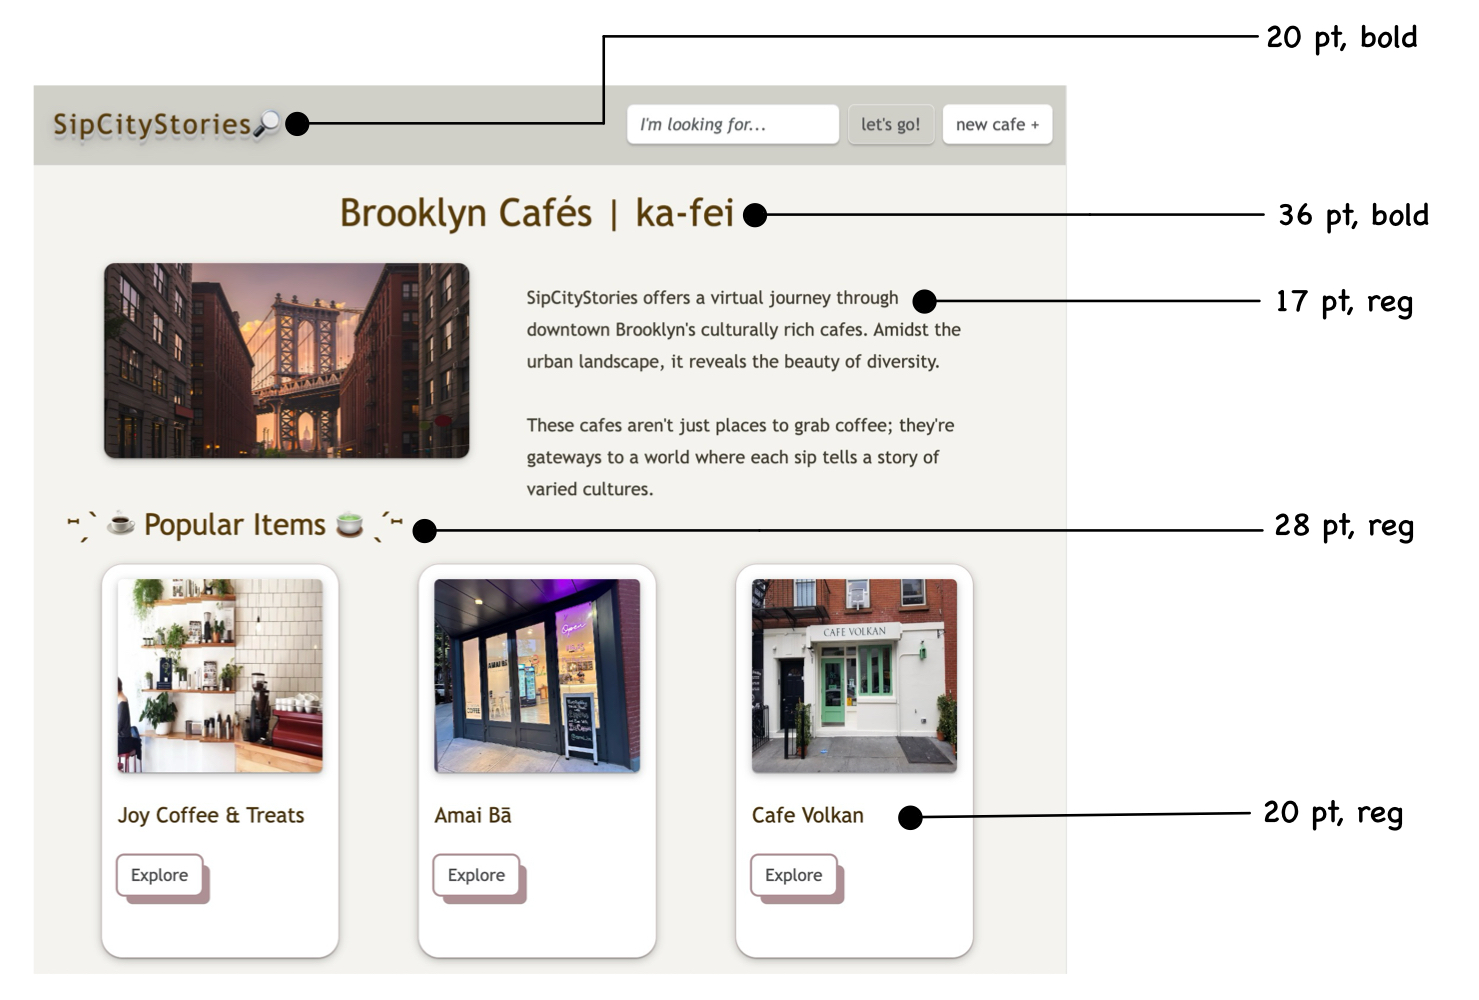 20 pt, bold
SipCityStories🔎
I'm looking for...
let's go!
new cafe +
Brooklyn Cafés | ka-fei
36 pt, bold
SipCityStories offers a virtual journey through
17 pt, reg
downtown Brooklyn's culturally rich cafes. Amidst the
urban landscape, it reveals the beauty of diversity.
These cafes aren't just places to grab coffee; they're
gateways to a world where each sip tells a story of
varied cultures.
Popular Items
28 pt, reg
Open
AMAI BĀ
COFFEE
CAFE VOLKAN
Joy Coffee & Treats
Amai Bā
Cafe Volkan
20 pt, reg
Explore
Explore
Explore